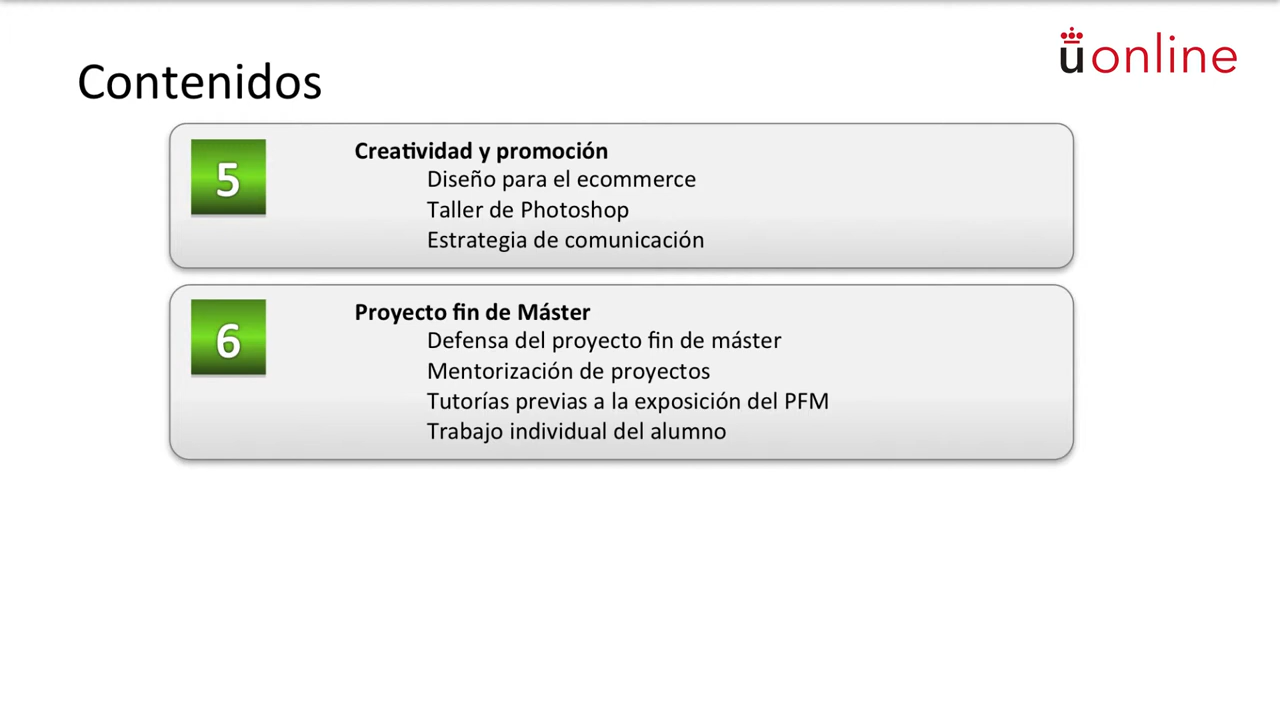 uonline
Contenidos
5
Creatividad y promoción
Diseño para el ecommerce
Taller de Photoshop
Estrategia de comunicación
6
Proyecto fin de Máster
Defensa del proyecto fin de máster
Mentorización de proyectos
Tutorías previas a la exposición del PFM
Trabajo individual del alumno